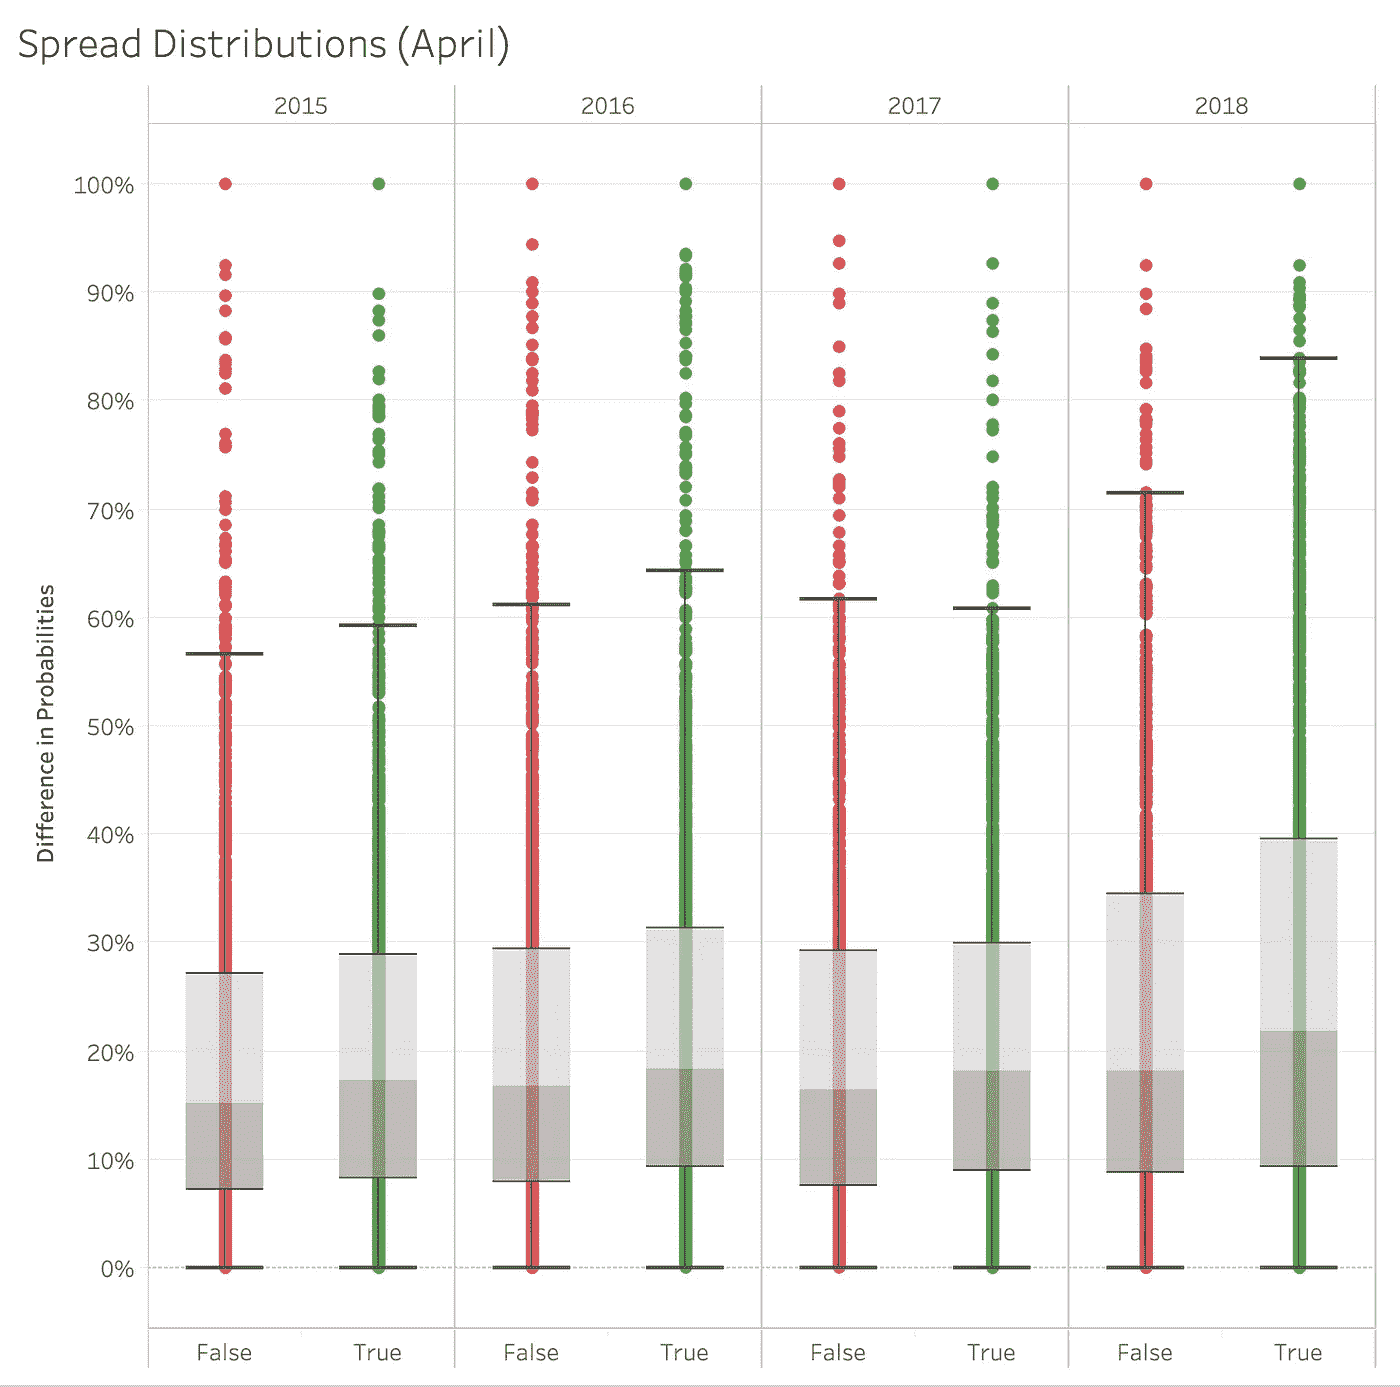 Spread Distributions (April)
2015 2016 2017 2018
Difference in Probabilities
100%
90%
80%
70%
60%
50%
40%
30%
20%
10%
0%
False True False True False True False True